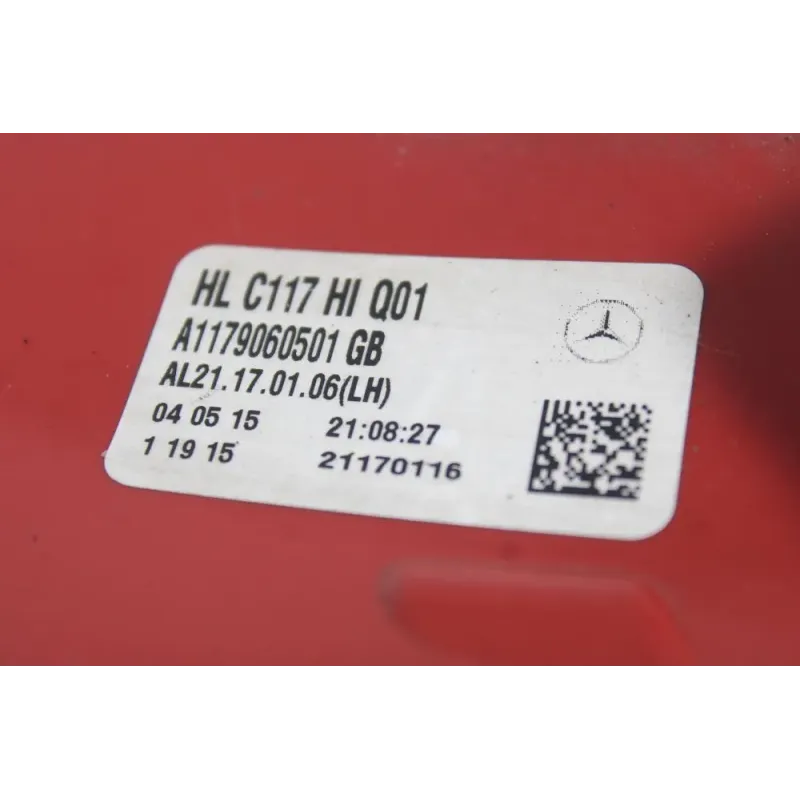 HL C117 HI Q01
A1179060501 GB
AL21.17.01.06(LH)
04 05 15 21:08:27
1 19 15 21170116